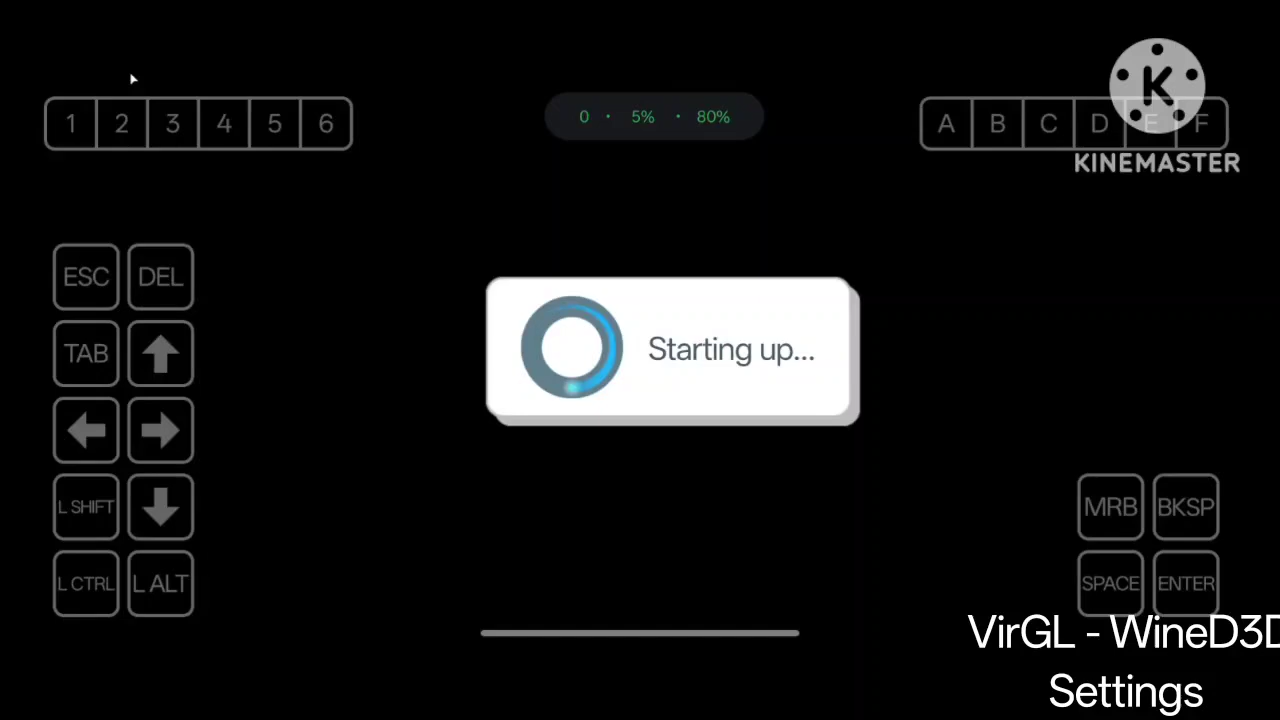 1 2 3 4 5 6
0 · 5% · 80%
A B C D E F
KINEMASTER
ESC DEL
TAB
Starting up...
L SHIFT
MRB BKSP
L CTRL L ALT
SPACE ENTER
VirGL - WineD3D
Settings